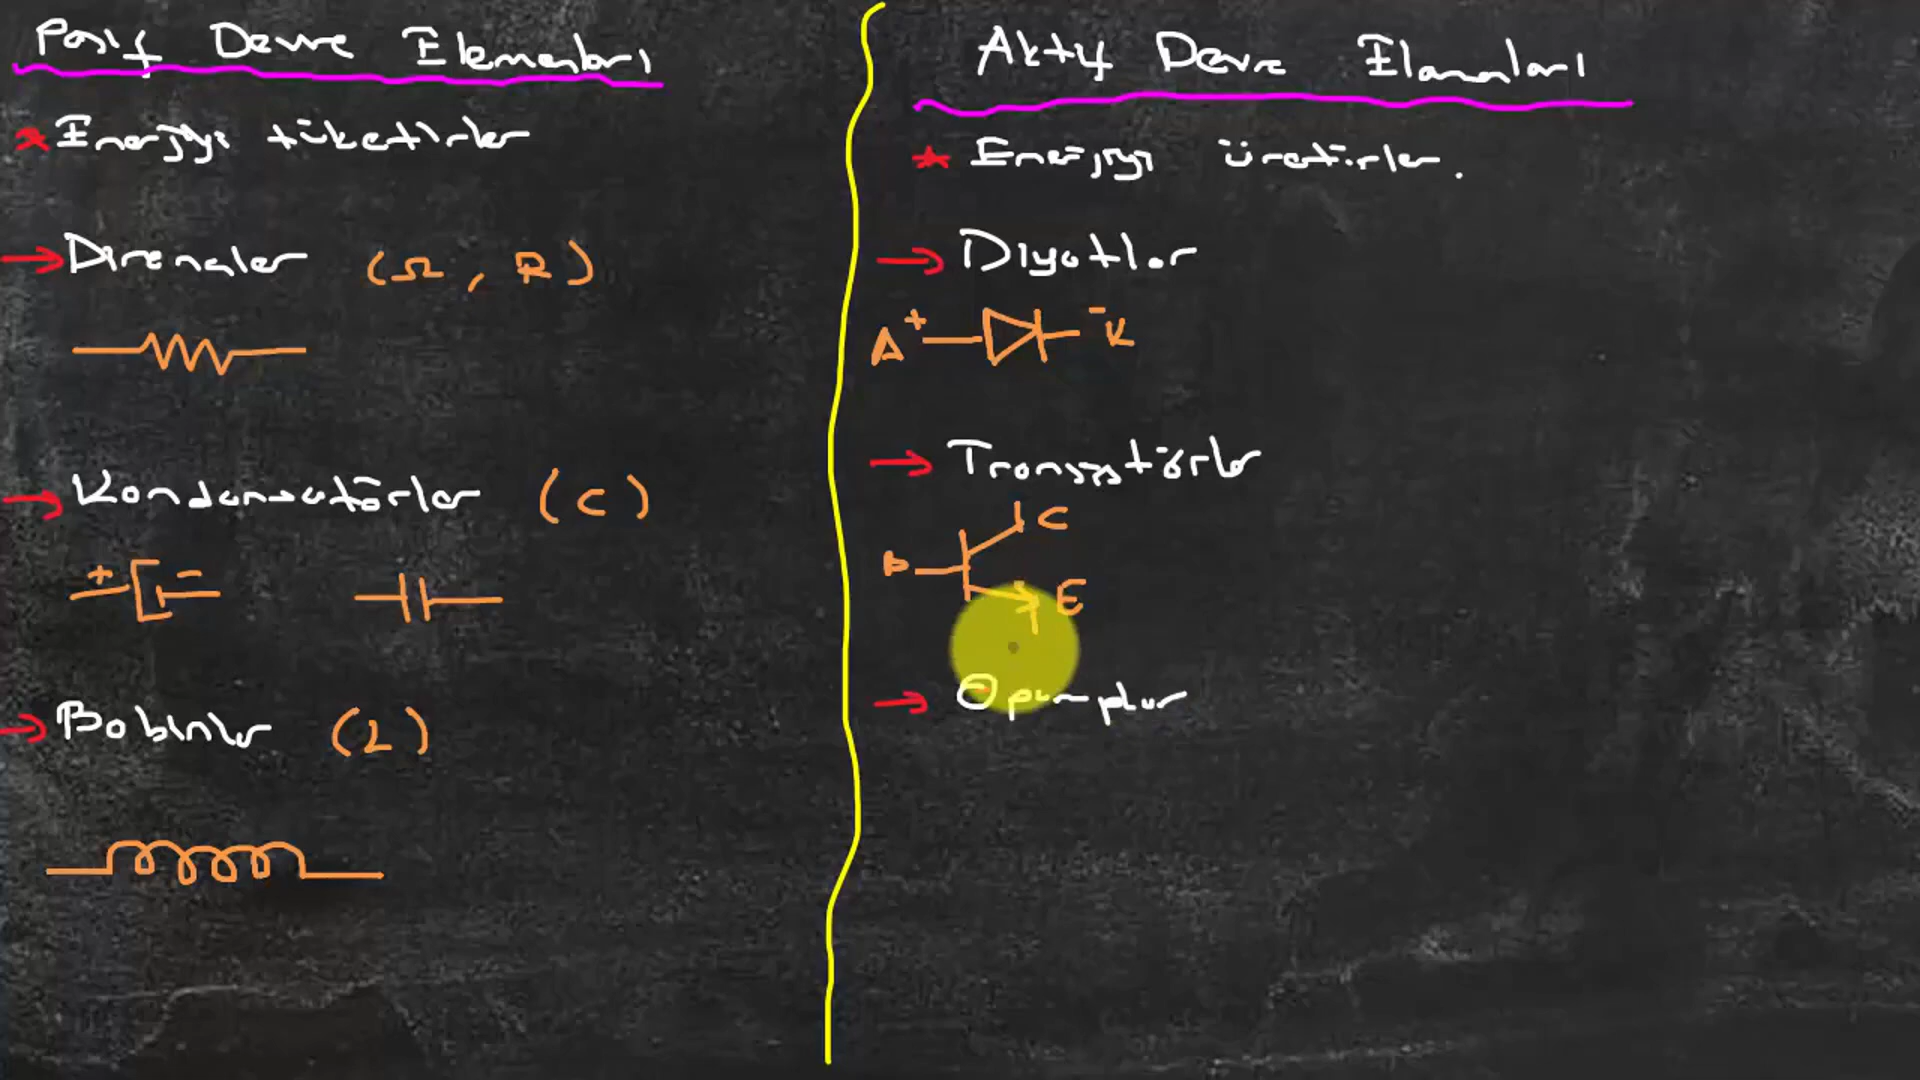 Pasif Devre Elemanları
* Enerjiyi tüketirler
→ Dirençler (Ω, R)
→ Kondansatörler (C)
+ -
→ Bobinler (L)
Aktif Devre Elemanları
* Enerjiyi üretirler.
→ Diyotlar
A + - K
→ Transistörler
C
B
E
→ Opamplar